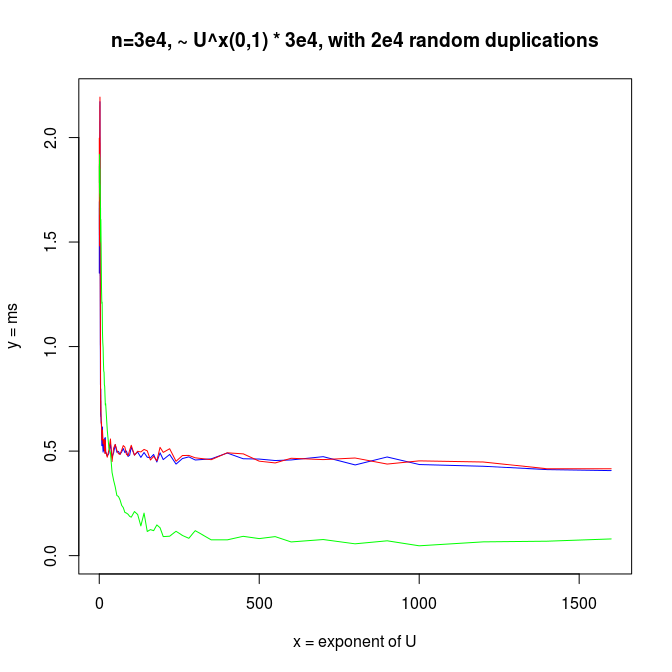 n=3e4, ~ U^x(0,1) * 3e4, with 2e4 random duplications
y = ms
2.0
1.5
1.0
0.5
0.0
0 500 1000 1500
x = exponent of U